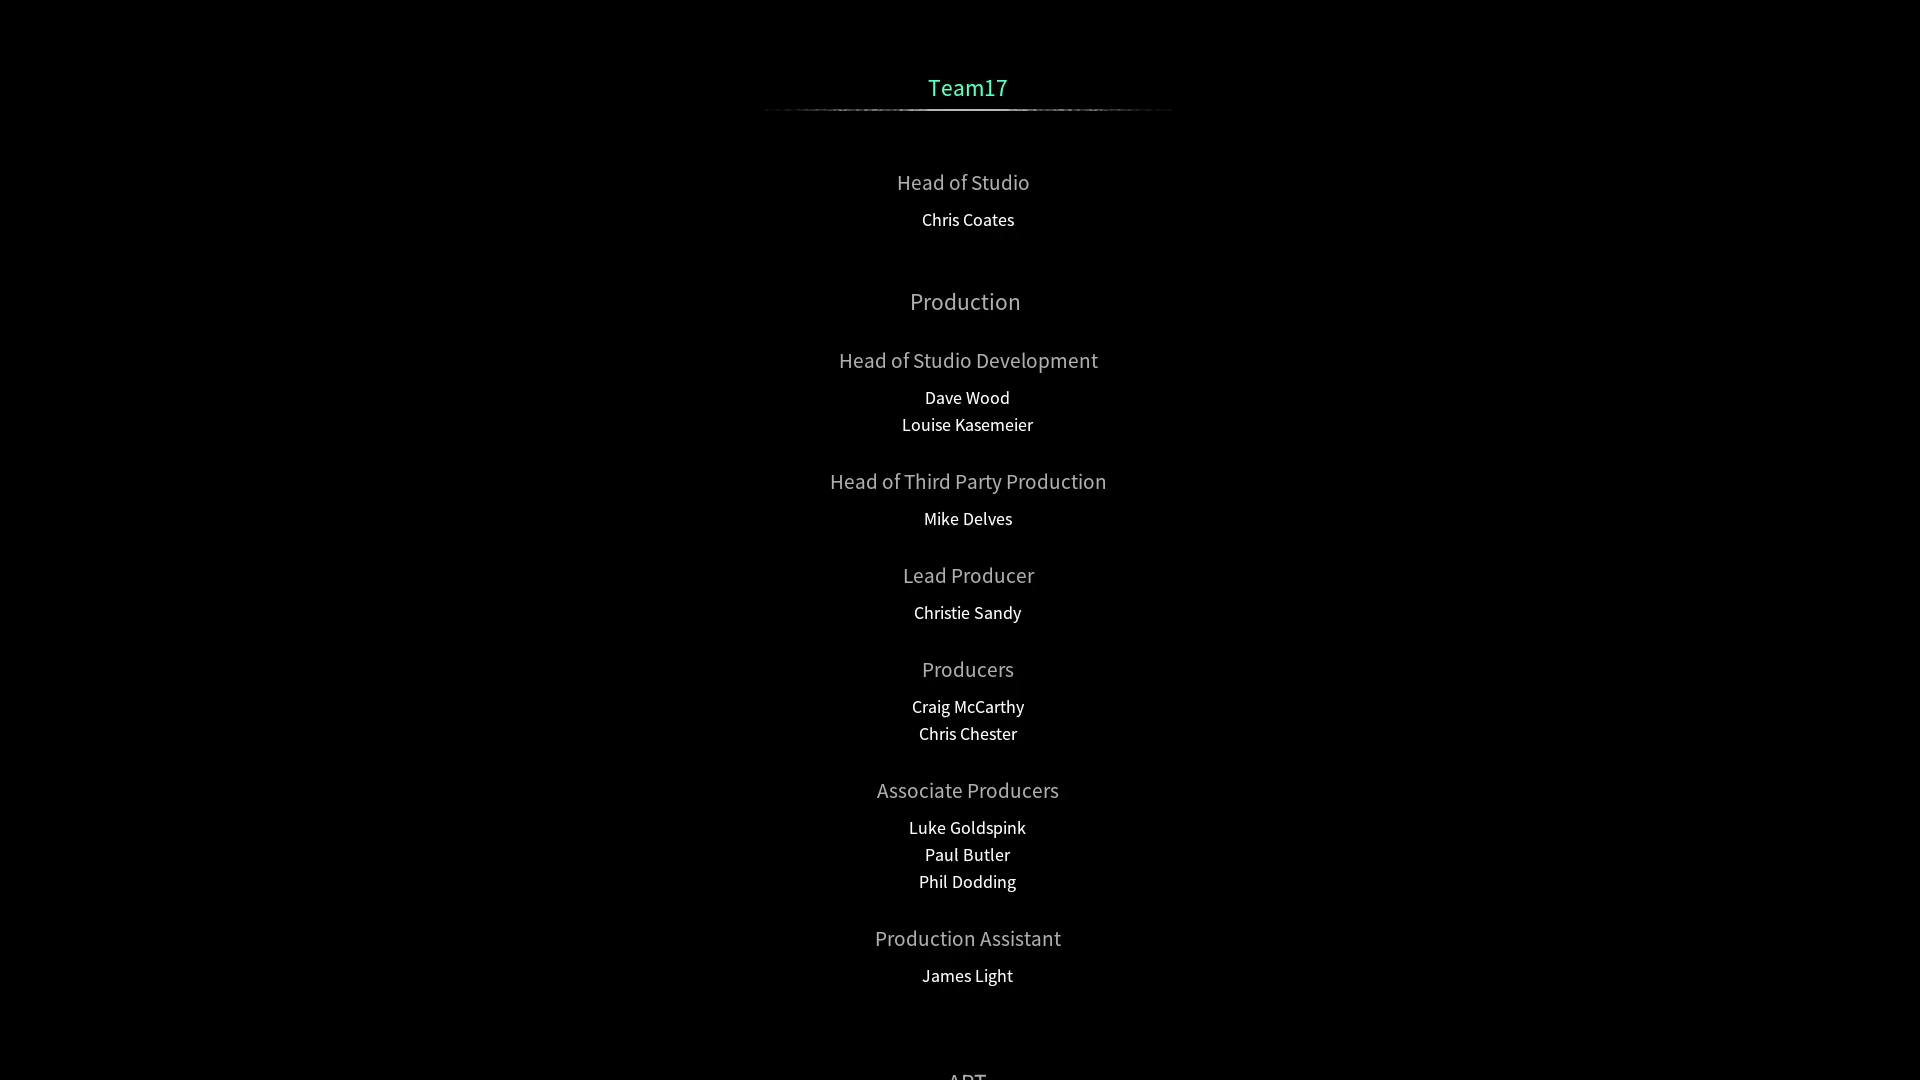 Team17
Head of Studio
Chris Coates
Production
Head of Studio Development
Dave Wood
Louise Kasemeier
Head of Third Party Production
Mike Delves
Lead Producer
Christie Sandy
Producers
Craig McCarthy
Chris Chester
Associate Producers
Luke Goldspink
Paul Butler
Phil Dodding
Production Assistant
James Light
ART